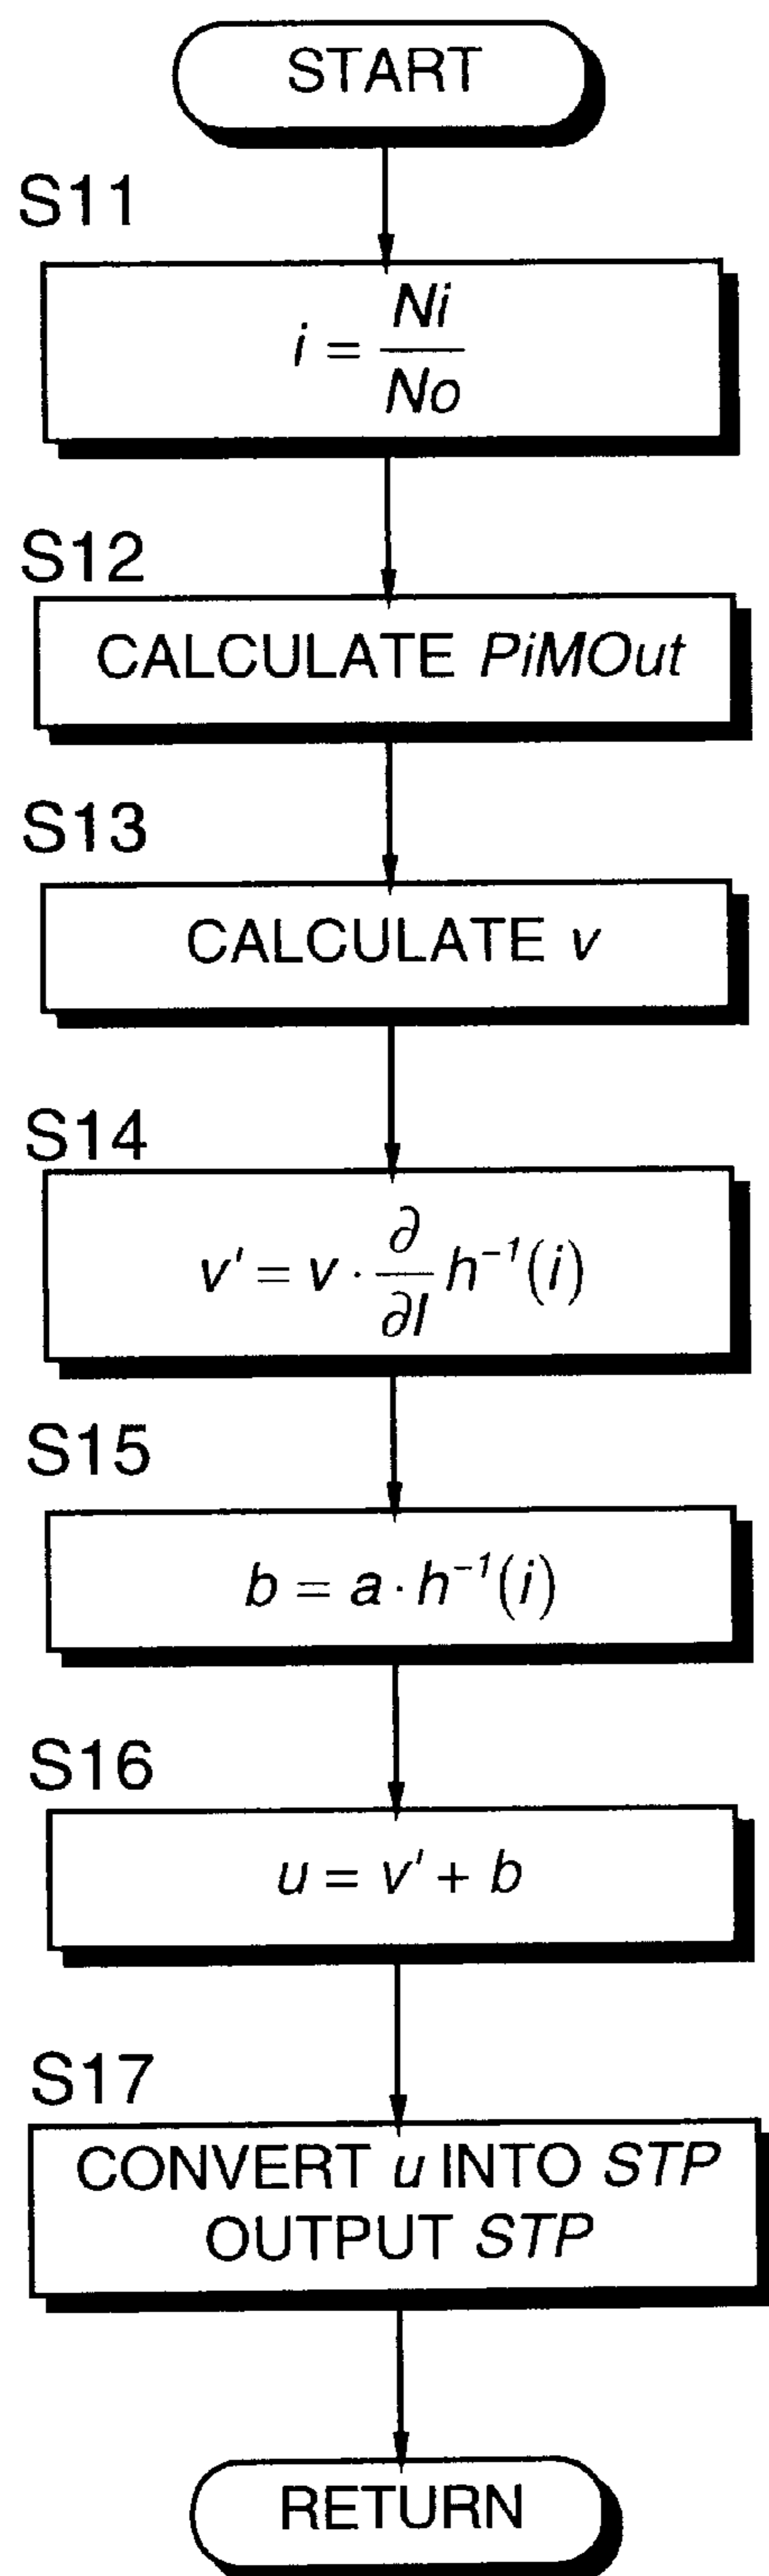 START
S11
i = Ni / No
S12
CALCULATE PiMOut
S13
CALCULATE v
S14
v' = v · ∂/∂I h⁻¹(i)
S15
b = a · h⁻¹(i)
S16
u = v' + b
S17
CONVERT u INTO STP
OUTPUT STP
RETURN